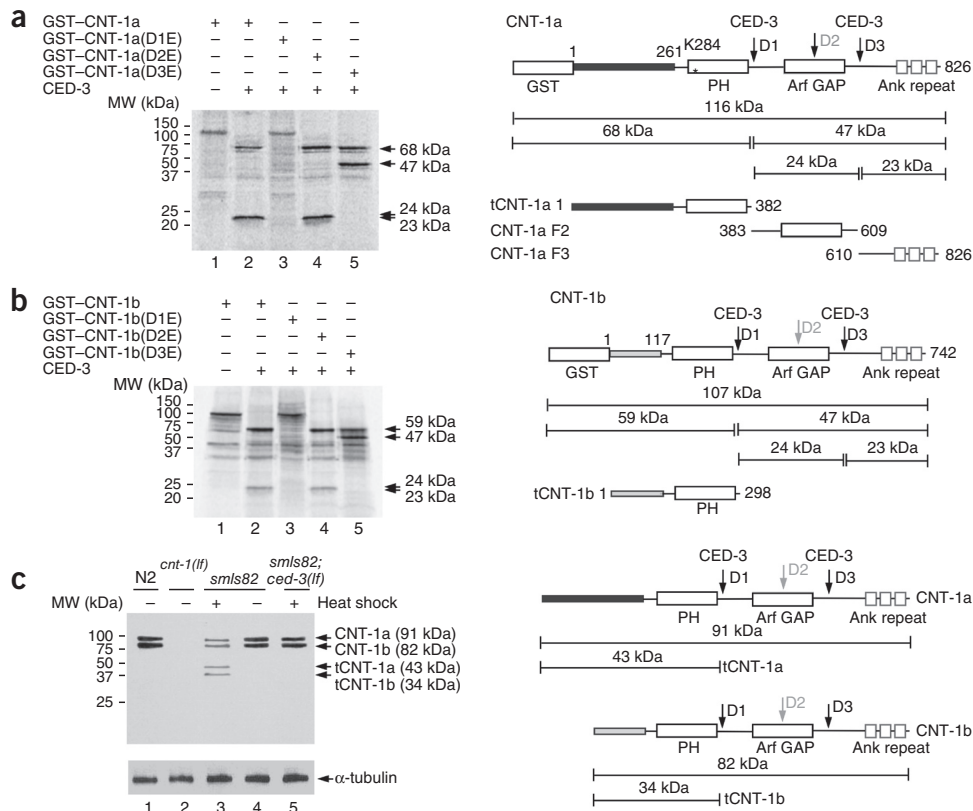 a
GST–CNT-1a + + – – –
GST–CNT-1a(D1E) – – + – –
GST–CNT-1a(D2E) – – – + –
GST–CNT-1a(D3E) – – – – +
CED-3 – + + + +
MW (kDa)
150
100
75
50
37
25
20
68 kDa
47 kDa
24 kDa
23 kDa
1 2 3 4 5
CNT-1a
CED-3 CED-3
K284
1 261 D1 D2 D3
*
826
GST PH Arf GAP Ank repeat
116 kDa
68 kDa 47 kDa
24 kDa 23 kDa
tCNT-1a 1 382
CNT-1a F2 383 609
CNT-1a F3 610 826
b
GST–CNT-1b + + – – –
GST–CNT-1b(D1E) – – + – –
GST–CNT-1b(D2E) – – – + –
GST–CNT-1b(D3E) – – – – +
CED-3 – + + + +
MW (kDa)
150
100
75
50
37
25
20
59 kDa
47 kDa
24 kDa
23 kDa
1 2 3 4 5
CNT-1b
CED-3 CED-3
1 117 D1 D2 D3
742
GST PH Arf GAP Ank repeat
107 kDa
59 kDa 47 kDa
24 kDa 23 kDa
tCNT-1b 1 298
PH
c
N2 cnt-1(lf) smIs82 smIs82; ced-3(lf)
MW (kDa) – – + – + Heat shock
100
75
50
37
25
CNT-1a (91 kDa)
CNT-1b (82 kDa)
tCNT-1a (43 kDa)
tCNT-1b (34 kDa)
α-tubulin
1 2 3 4 5
CED-3 CED-3
D1 D2 D3
CNT-1a
PH Arf GAP Ank repeat
91 kDa
43 kDa tCNT-1a
D1 D2 D3
CNT-1b
PH Arf GAP Ank repeat
82 kDa
34 kDa tCNT-1b